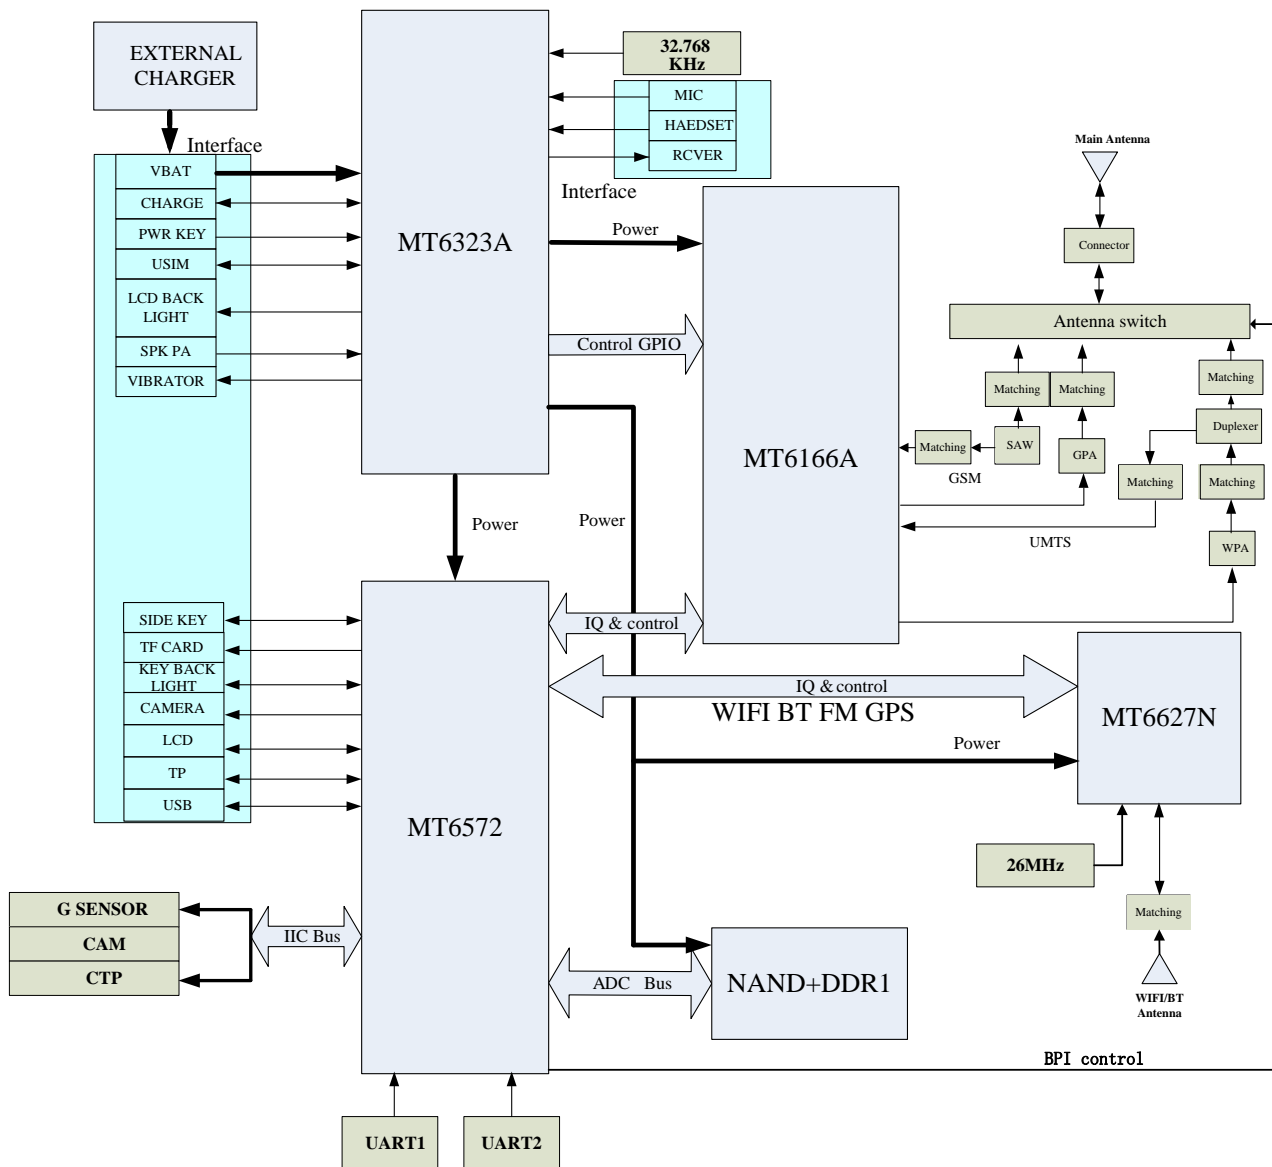 EXTERNAL
CHARGER
Interface
VBAT
CHARGE
PWR KEY
USIM
LCD BACK
LIGHT
SPK PA
VIBRATOR
SIDE KEY
TF CARD
KEY BACK
LIGHT
CAMERA
LCD
TP
USB
MT6323A
32.768
KHz
MIC
HAEDSET
RCVER
Interface
Power
Control GPIO
Power
Power
MT6166A
Main Antenna
Connector
Antenna switch
Matching
Matching
Matching
Matching
SAW
GPA
Duplexer
GSM
Matching
Matching
UMTS
WPA
IQ & control
IQ & control
WIFI BT FM GPS
MT6627N
Power
MT6572
26MHz
Matching
WIFI/BT
Antenna
G SENSOR
CAM
CTP
IIC Bus
ADC Bus
NAND+DDR1
BPI control
UART1
UART2